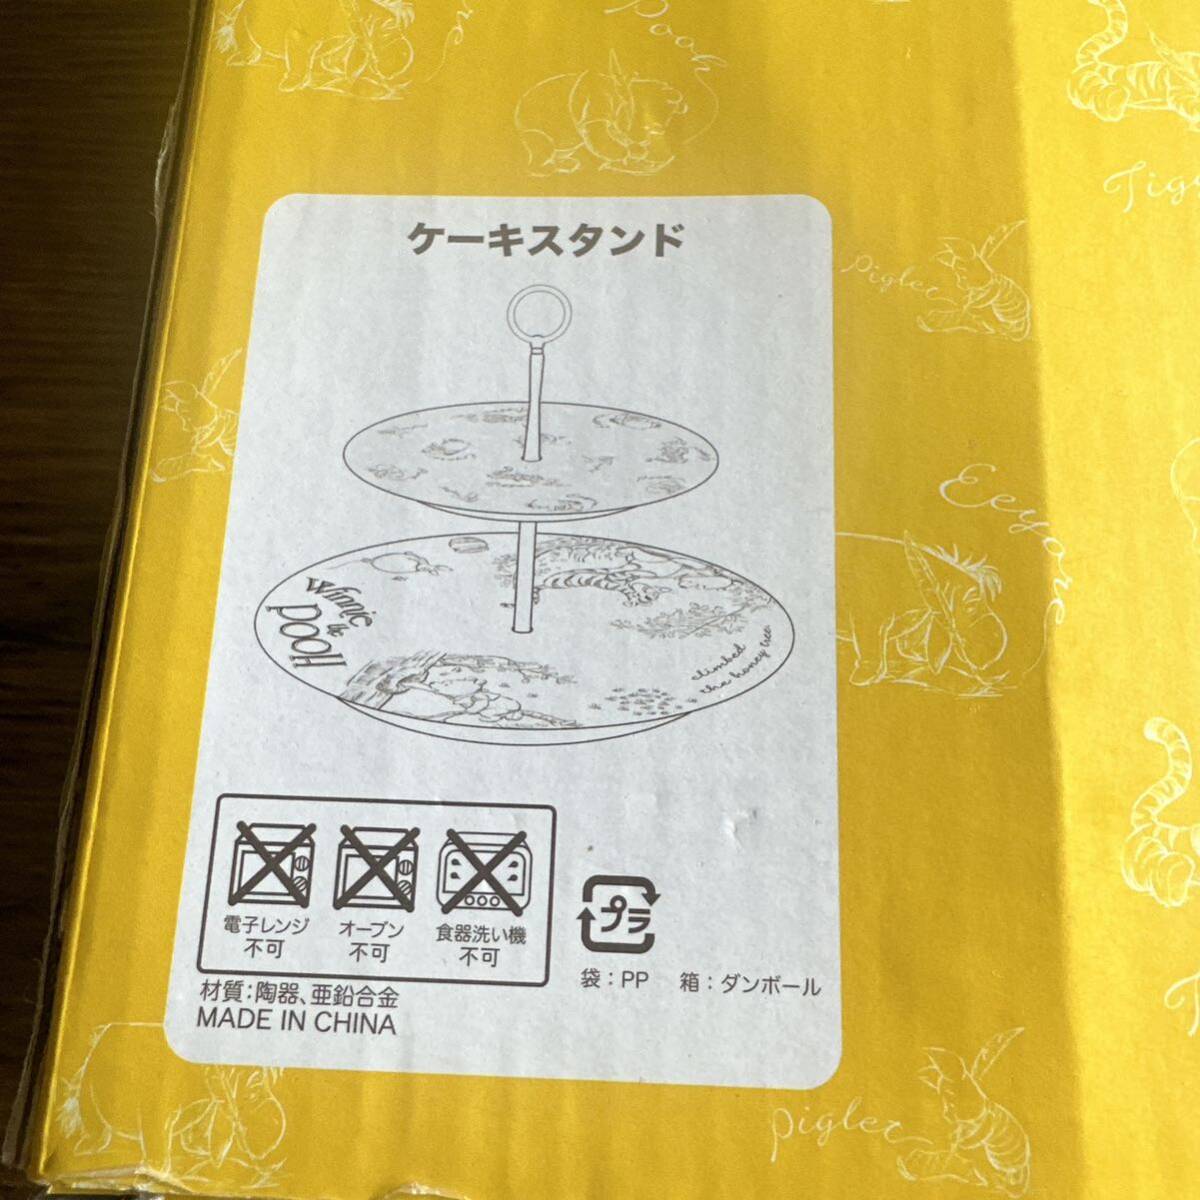 Pooh
Tig
ケーキスタンド
Piglet
Eeyore
Winnie
the
pooh
climbed
the honey tree.
電子レンジ
不可
オーブン
不可
食器洗い機
不可
プラ
袋:PP 箱:ダンボール
材質:陶器、亜鉛合金
MADE IN CHINA
Piglet